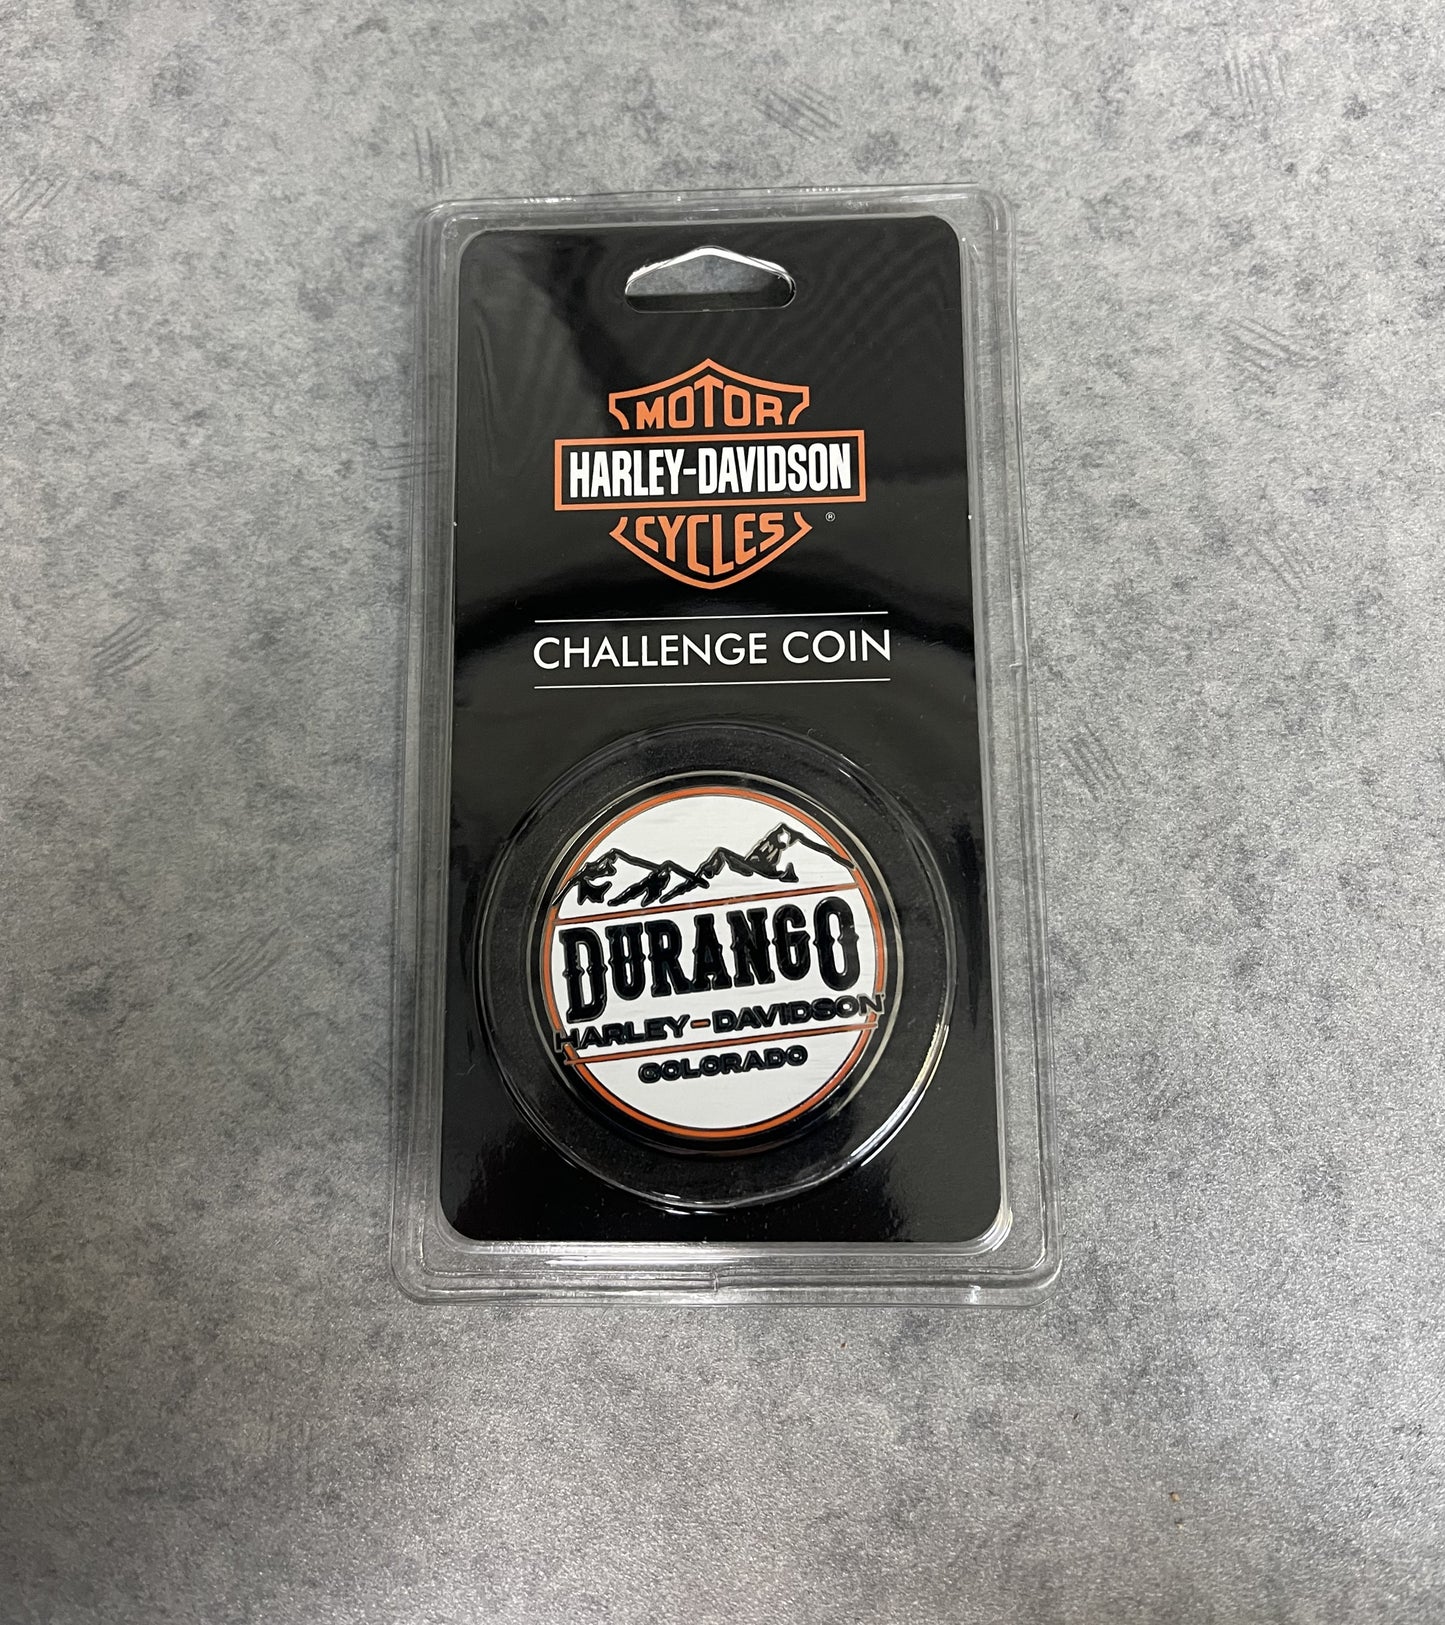 MOTOR
HARLEY-DAVIDSON
CYCLES ®
CHALLENGE COIN
DURANGO
HARLEY-DAVIDSON
COLORADO